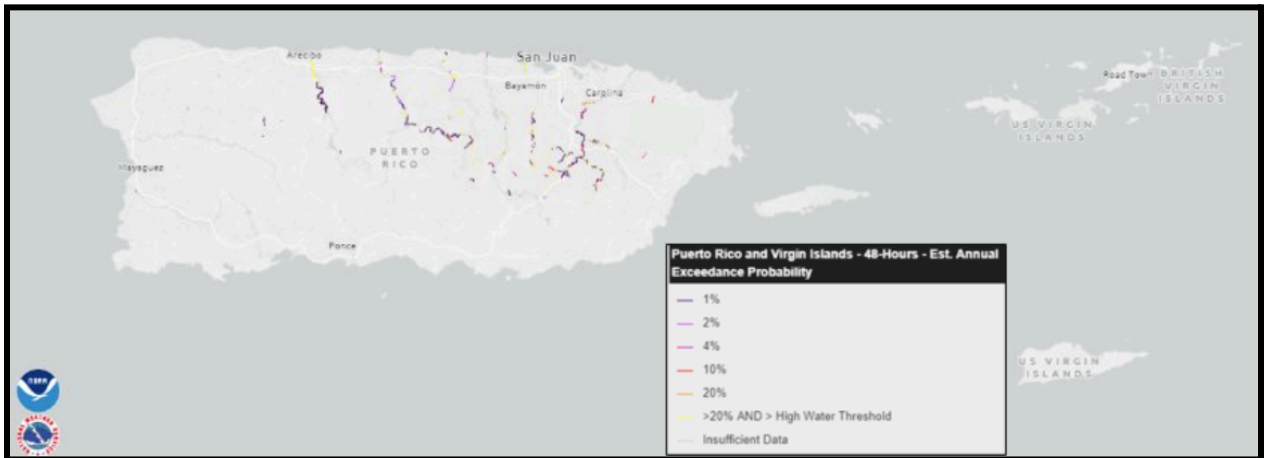 Arecibo
San Juan
Bayamón
Carolina
Road Town
BRITISH
VIRGIN
ISLANDS
US VIRGIN
ISLANDS
PUERTO
RICO
Mayaguez
Ponce
Puerto Rico and Virgin Islands - 48-Hours - Est. Annual
Exceedance Probability
1%
2%
4%
10%
20%
>20% AND > High Water Threshold
Insufficient Data
US VIRGIN
ISLANDS
NOAA